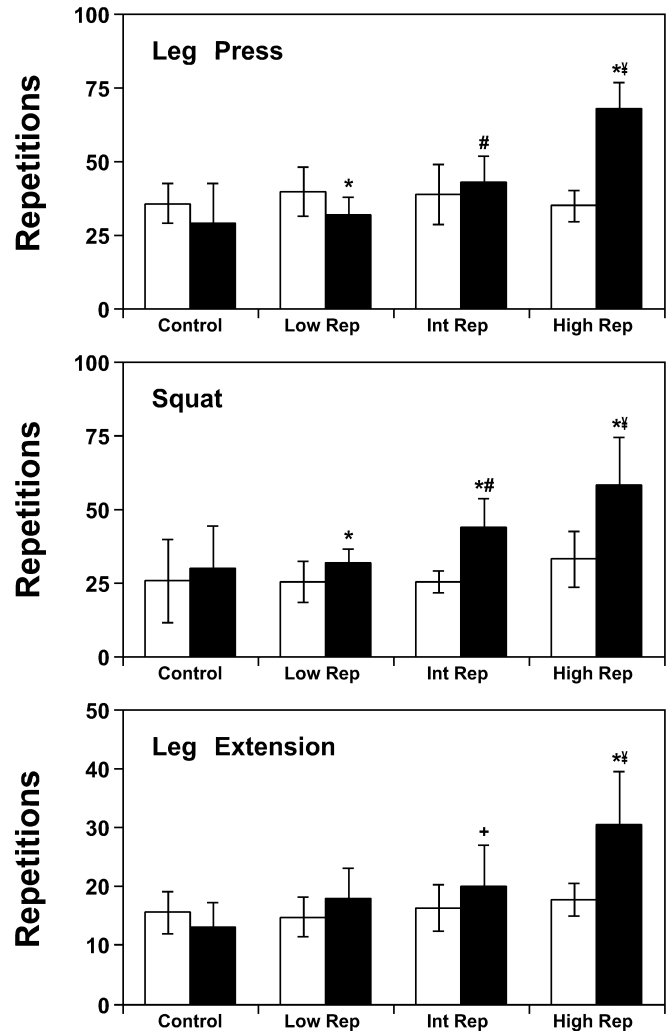 Leg Press
Repetitions
100
75
50
25
0
*
#
*¥
Control Low Rep Int Rep High Rep
Squat
Repetitions
100
75
50
25
0
*
*#
*¥
Control Low Rep Int Rep High Rep
Leg Extension
Repetitions
50
40
30
20
10
0
+
*¥
Control Low Rep Int Rep High Rep